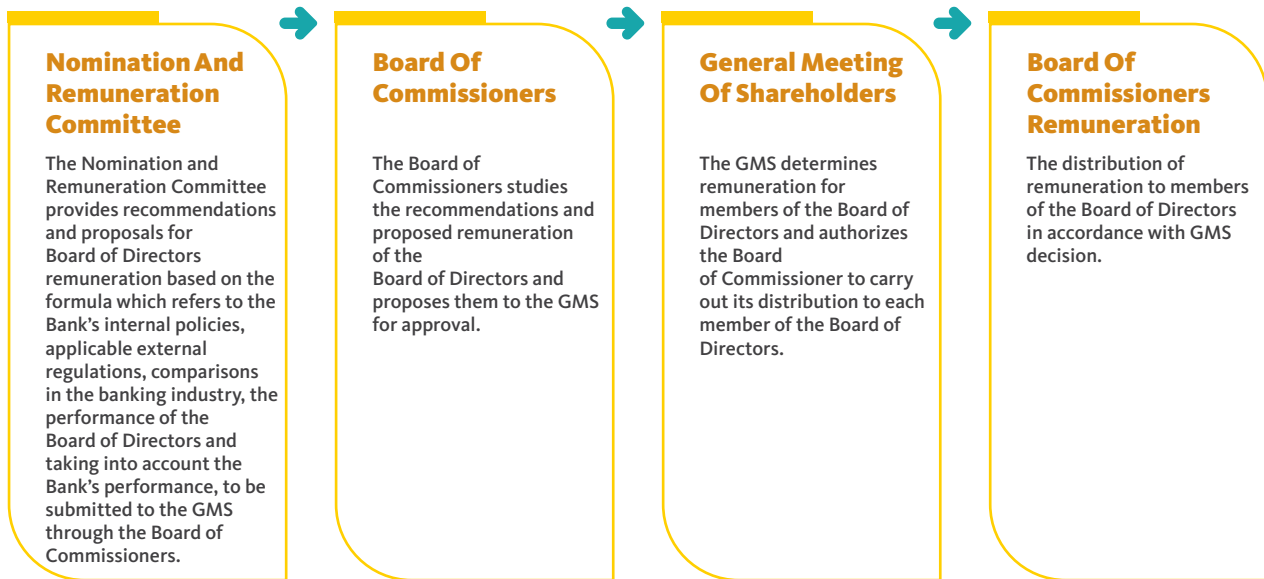 Nomination And
Remuneration
Committee
The Nomination and
Remuneration Committee
provides recommendations
and proposals for
Board of Directors
remuneration based on the
formula which refers to the
Bank's internal policies,
applicable external
regulations, comparisons
in the banking industry, the
performance of the
Board of Directors and
taking into account the
Bank's performance, to be
submitted to the GMS
through the Board of
Commissioners.
Board Of
Commissioners
The Board of
Commissioners studies
the recommendations and
proposed remuneration
of the
Board of Directors and
proposes them to the GMS
for approval.
General Meeting
Of Shareholders
The GMS determines
remuneration for
members of the Board of
Directors and authorizes
the Board
of Commissioner to carry
out its distribution to each
member of the Board of
Directors.
Board Of
Commissioners
Remuneration
The distribution of
remuneration to members
of the Board of Directors
in accordance with GMS
decision.